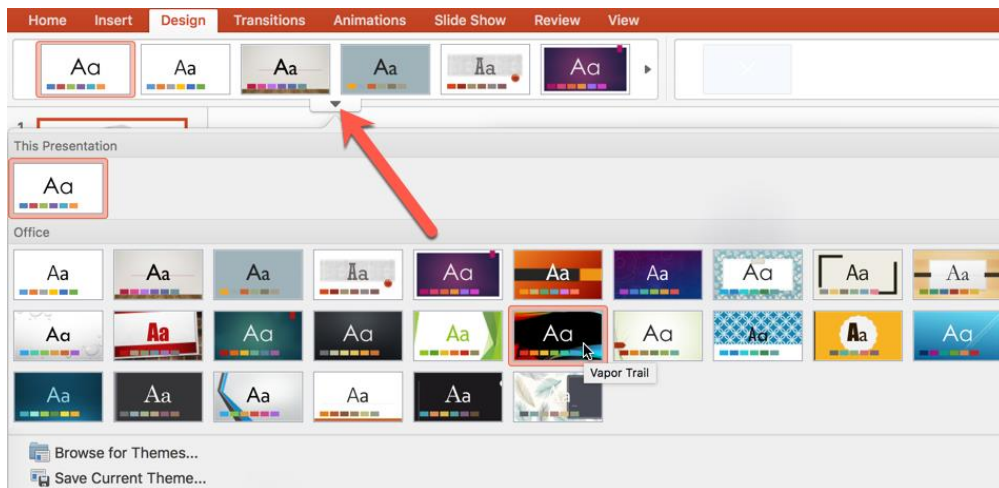 Home Insert Design Transitions Animations Slide Show Review View
Aa Aa Aa Aa Aa Aa
1
This Presentation
Aa
Office
Aa Aa Aa Aa Aa Aa Aa Aa Aa Aa
Aa Aa Aa Aa Aa Aa Aa Aa Aa Aa
Vapor Trail
Aa Aa Aa Aa Aa a
Browse for Themes...
Save Current Theme...